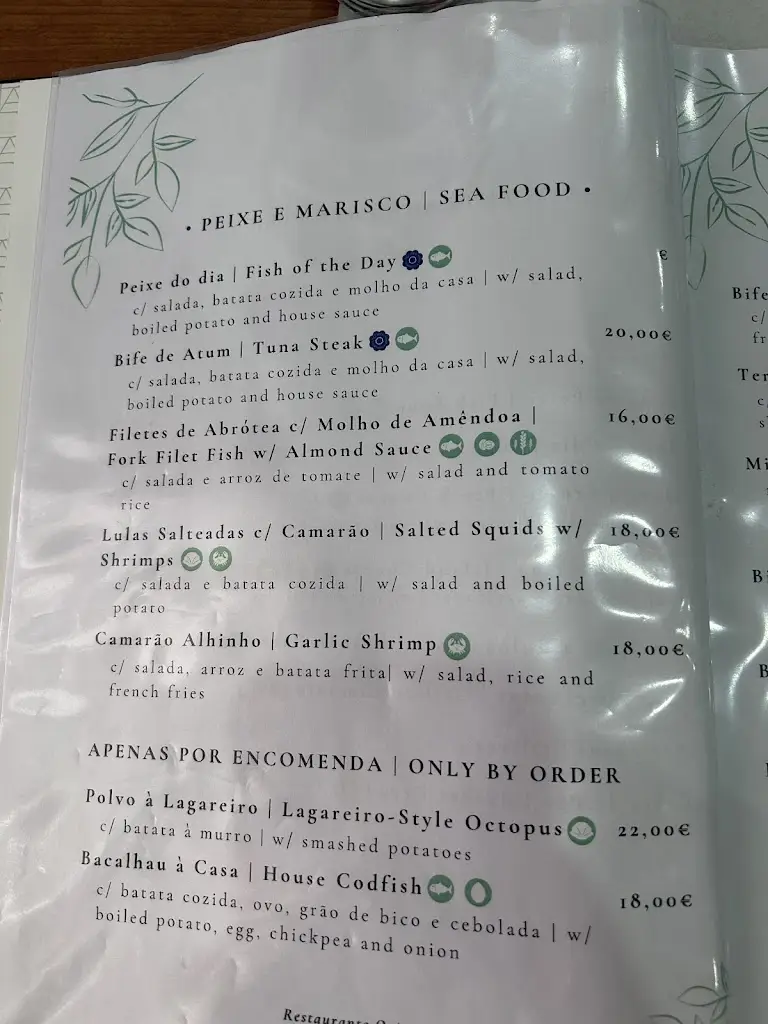 • PEIXE E MARISCO | SEA FOOD •
Peixe do dia | Fish of the Day €
c/ salada, batata cozida e molho da casa | w/ salad,
boiled potato and house sauce
Bife de Atum | Tuna Steak 20,00€
c/ salada, batata cozida e molho da casa | w/ salad,
boiled potato and house sauce
Filetes de Abrótea c/ Molho de Amêndoa | 16,00€
Fork Filet Fish w/ Almond Sauce
c/ salada e arroz de tomate | w/ salad and tomato
rice
Lulas Salteadas c/ Camarão | Salted Squids w/ 18,00€
Shrimps
c/ salada e batata cozida | w/ salad and boiled
potato
Camarão Alhinho | Garlic Shrimp 18,00€
c/ salada, arroz e batata frita| w/ salad, rice and
french fries
APENAS POR ENCOMENDA | ONLY BY ORDER
Polvo à Lagareiro | Lagareiro-Style Octopus 22,00€
c/ batata à murro | w/ smashed potatoes
Bacalhau à Casa | House Codfish 18,00€
c/ batata cozida, ovo, grão de bico e cebolada | w/
boiled potato, egg, chickpea and onion
Restaurante
Bife
c/